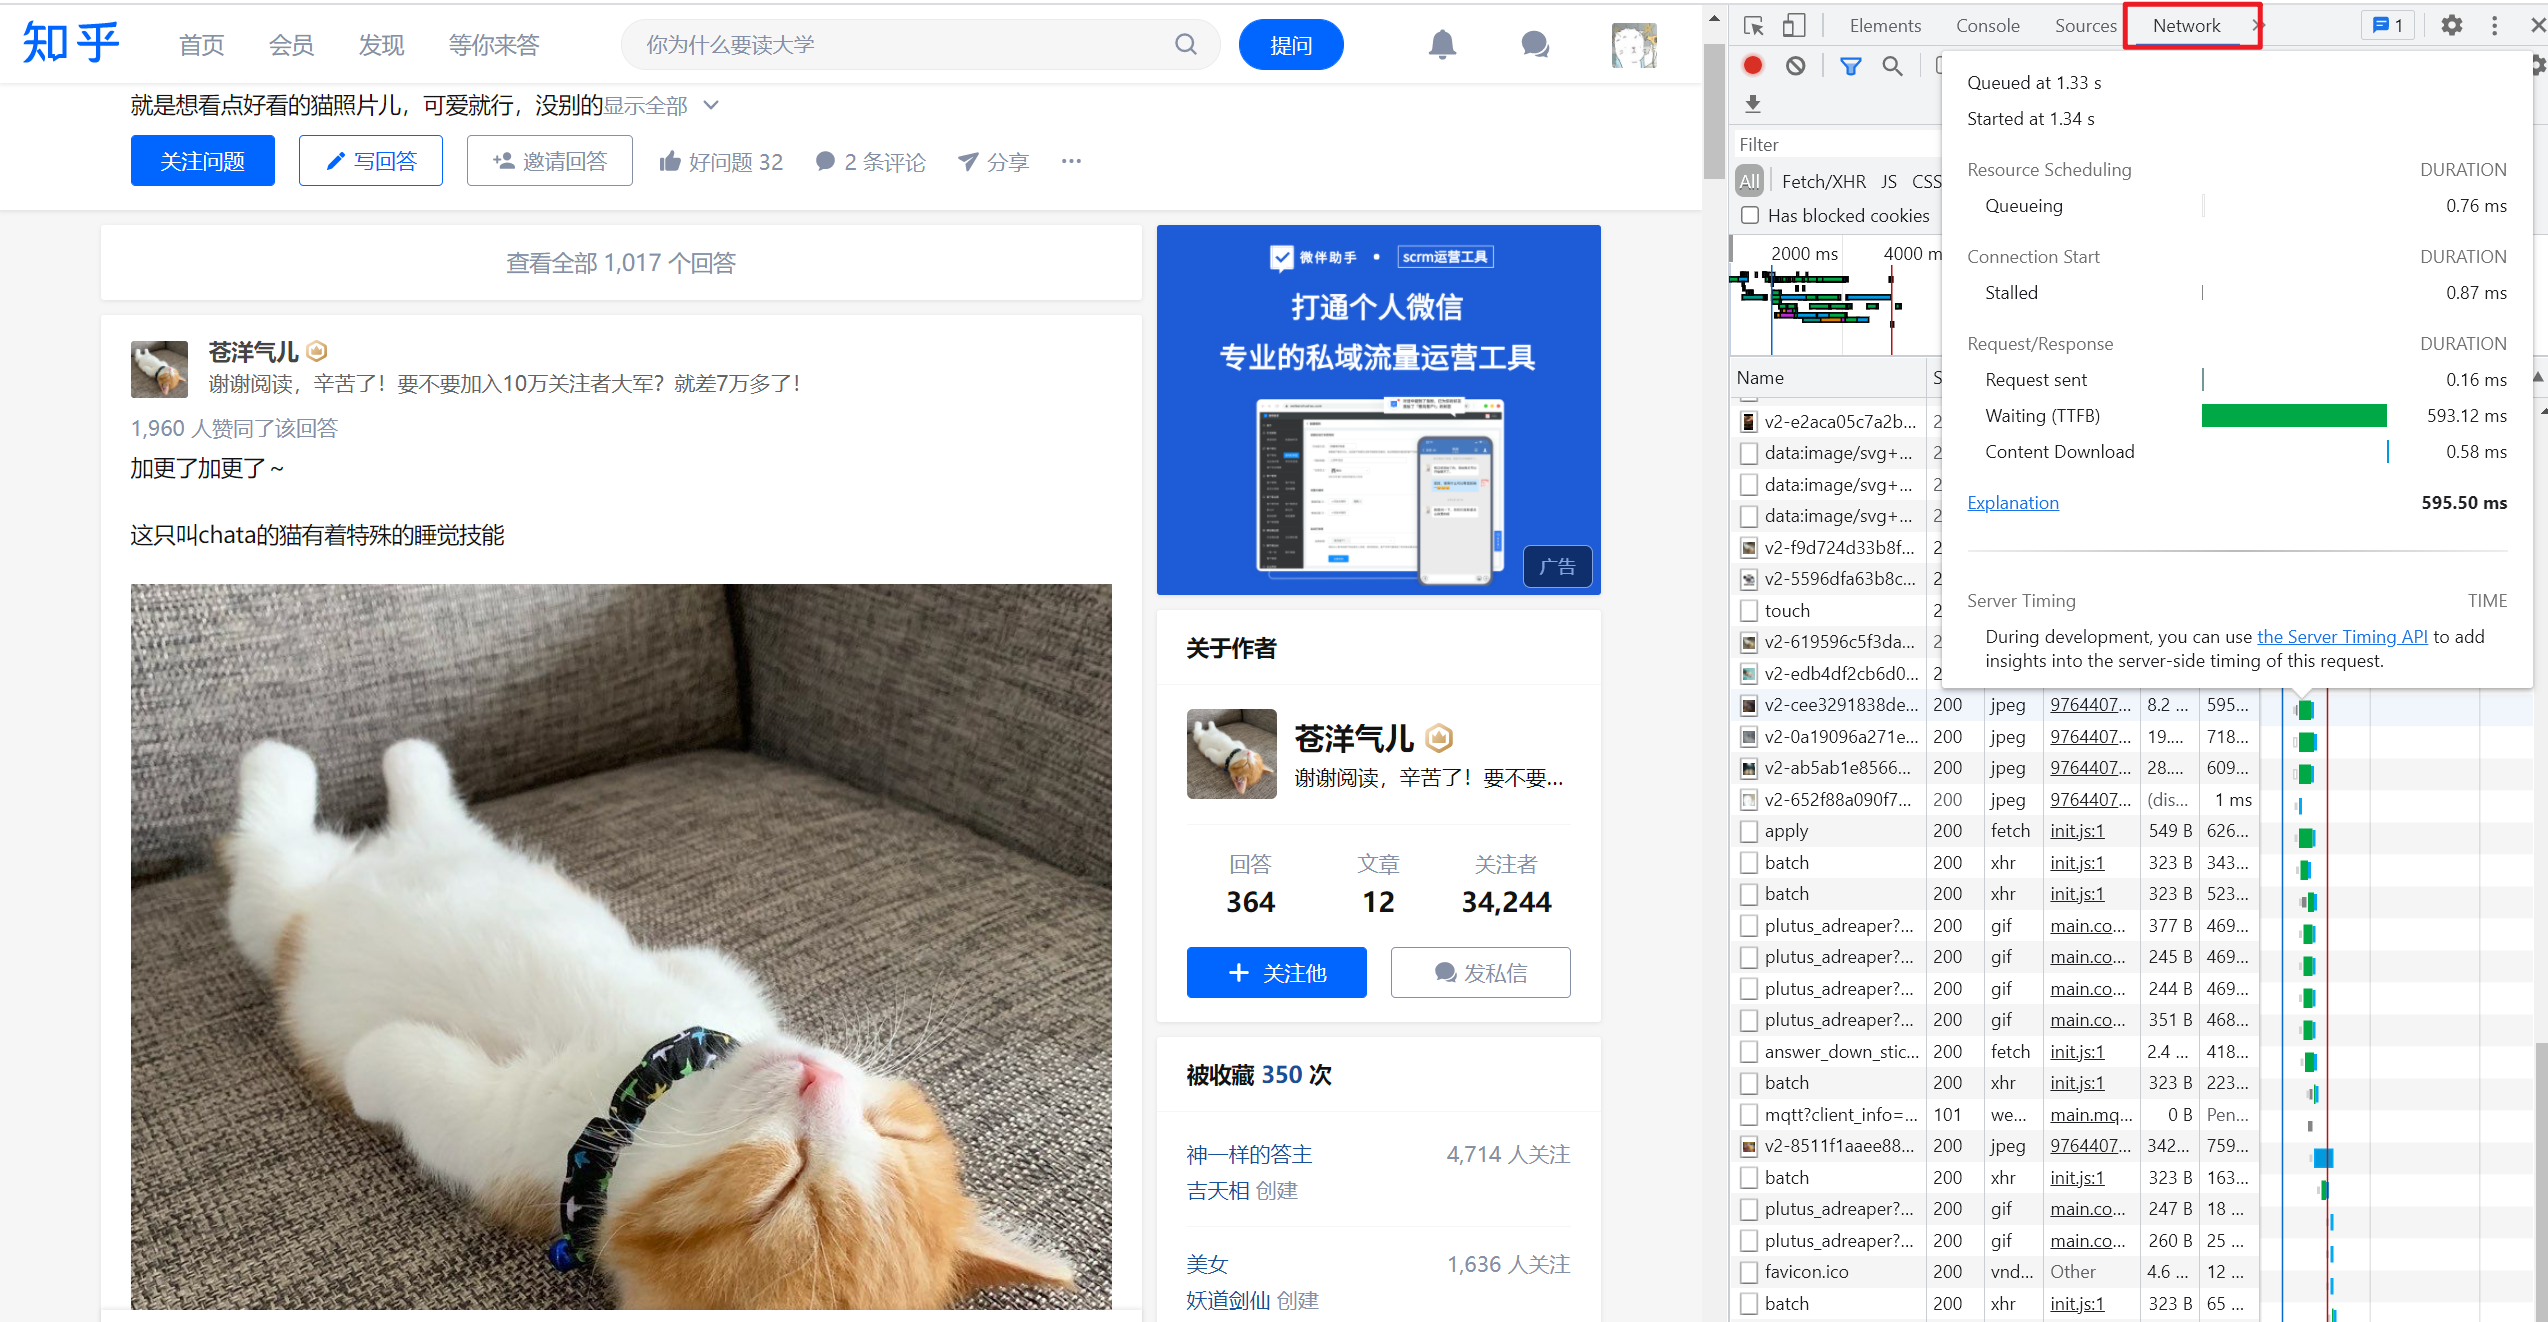 知乎
首页 会员 发现 等你来答
你为什么要读大学
提问
就是想看点好看的猫照片儿，可爱就行，没别的显示全部
关注问题 写回答 邀请回答 好问题 32 2 条评论 分享 ···
查看全部 1,017 个回答
苍洋气儿
谢谢阅读，辛苦了！要不要加入10万关注者大军？就差7万多了！
1,960 人赞同了该回答
加更了加更了～
这只叫chata的猫有着特殊的睡觉技能
微伴助手 • scrm运营工具
打通个人微信
专业的私域流量运营工具
广告
关于作者
苍洋气儿
谢谢阅读，辛苦了！要不要...
回答 文章 关注者
364 12 34,244
关注他 发私信
被收藏 350 次
神一样的答主 4,714 人关注
吉天相 创建
美女 1,636 人关注
妖道剑仙 创建
Elements Console Sources Network 1
Filter
All Fetch/XHR JS CSS
Has blocked cookies
2000 ms 4000 m
Queued at 1.33 s
Started at 1.34 s
Resource Scheduling DURATION
Queueing 0.76 ms
Connection Start DURATION
Stalled 0.87 ms
Request/Response DURATION
Request sent 0.16 ms
Waiting (TTFB) 593.12 ms
Content Download 0.58 ms
Explanation 595.50 ms
Server Timing TIME
During development, you can use the Server Timing API to add
insights into the server-side timing of this request.
Name S
v2-e2aca05c7a2b... 2
data:image/svg+... 2
data:image/svg+... 2
data:image/svg+... 2
v2-f9d724d33b8f... 2
v2-5596dfa63b8c... 2
touch 2
v2-619596c5f3da... 2
v2-edb4df2cb6d0... 2
v2-cee3291838de... 200 jpeg 9764407... 8.2 ... 595...
v2-0a19096a271e... 200 jpeg 9764407... 19.... 718...
v2-ab5ab1e8566... 200 jpeg 9764407... 28.... 609...
v2-652f88a090f7... 200 jpeg 9764407... (dis... 1 ms
apply 200 fetch init.js:1 549 B 626...
batch 200 xhr init.js:1 323 B 343...
batch 200 xhr init.js:1 323 B 523...
plutus_adreaper?... 200 gif main.co... 377 B 469...
plutus_adreaper?... 200 gif main.co... 245 B 469...
plutus_adreaper?... 200 gif main.co... 244 B 469...
plutus_adreaper?... 200 gif main.co... 351 B 468...
answer_down_stic... 200 fetch init.js:1 2.4 ... 418...
batch 200 xhr init.js:1 323 B 223...
mqtt?client_info=... 101 we... main.mq... 0 B Pen...
v2-8511f1aaee88... 200 jpeg 9764407... 342... 759...
batch 200 xhr init.js:1 323 B 163...
plutus_adreaper?... 200 gif main.co... 247 B 18 ...
plutus_adreaper?... 200 gif main.co... 260 B 25 ...
favicon.ico 200 vnd... Other 4.6 ... 12 ...
batch 200 xhr init.js:1 323 B 65 ...